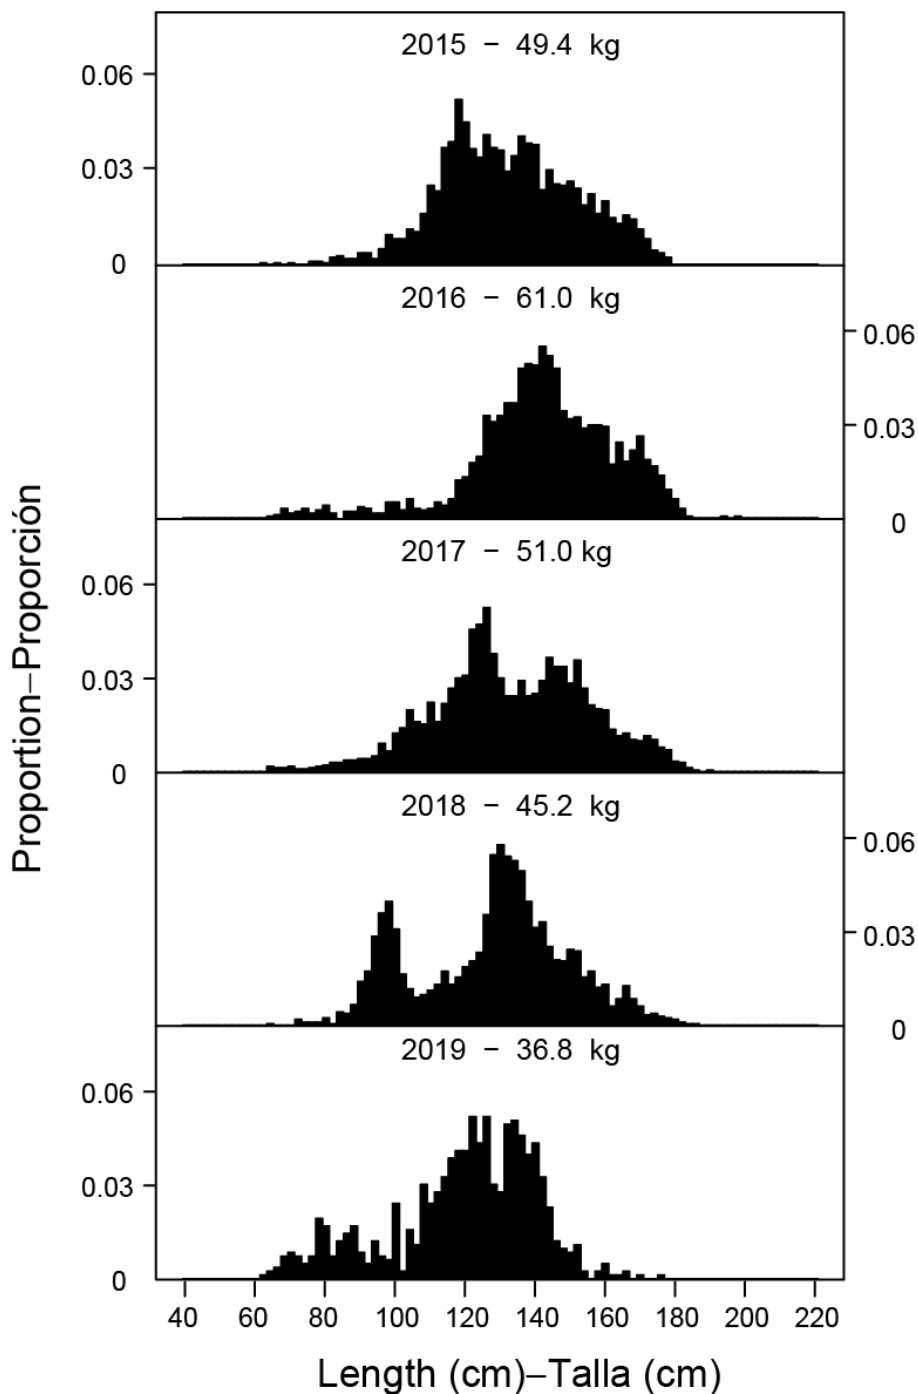 2015 − 49.4 kg
0.06
0.03
0
2016 − 61.0 kg
0.06
0.03
0
2017 − 51.0 kg
0.06
0.03
0
2018 − 45.2 kg
0.06
0.03
0
2019 − 36.8 kg
0.06
0.03
0
40 60 80 100 120 140 160 180 200 220
Length (cm)−Talla (cm)
Proportion−Proporción